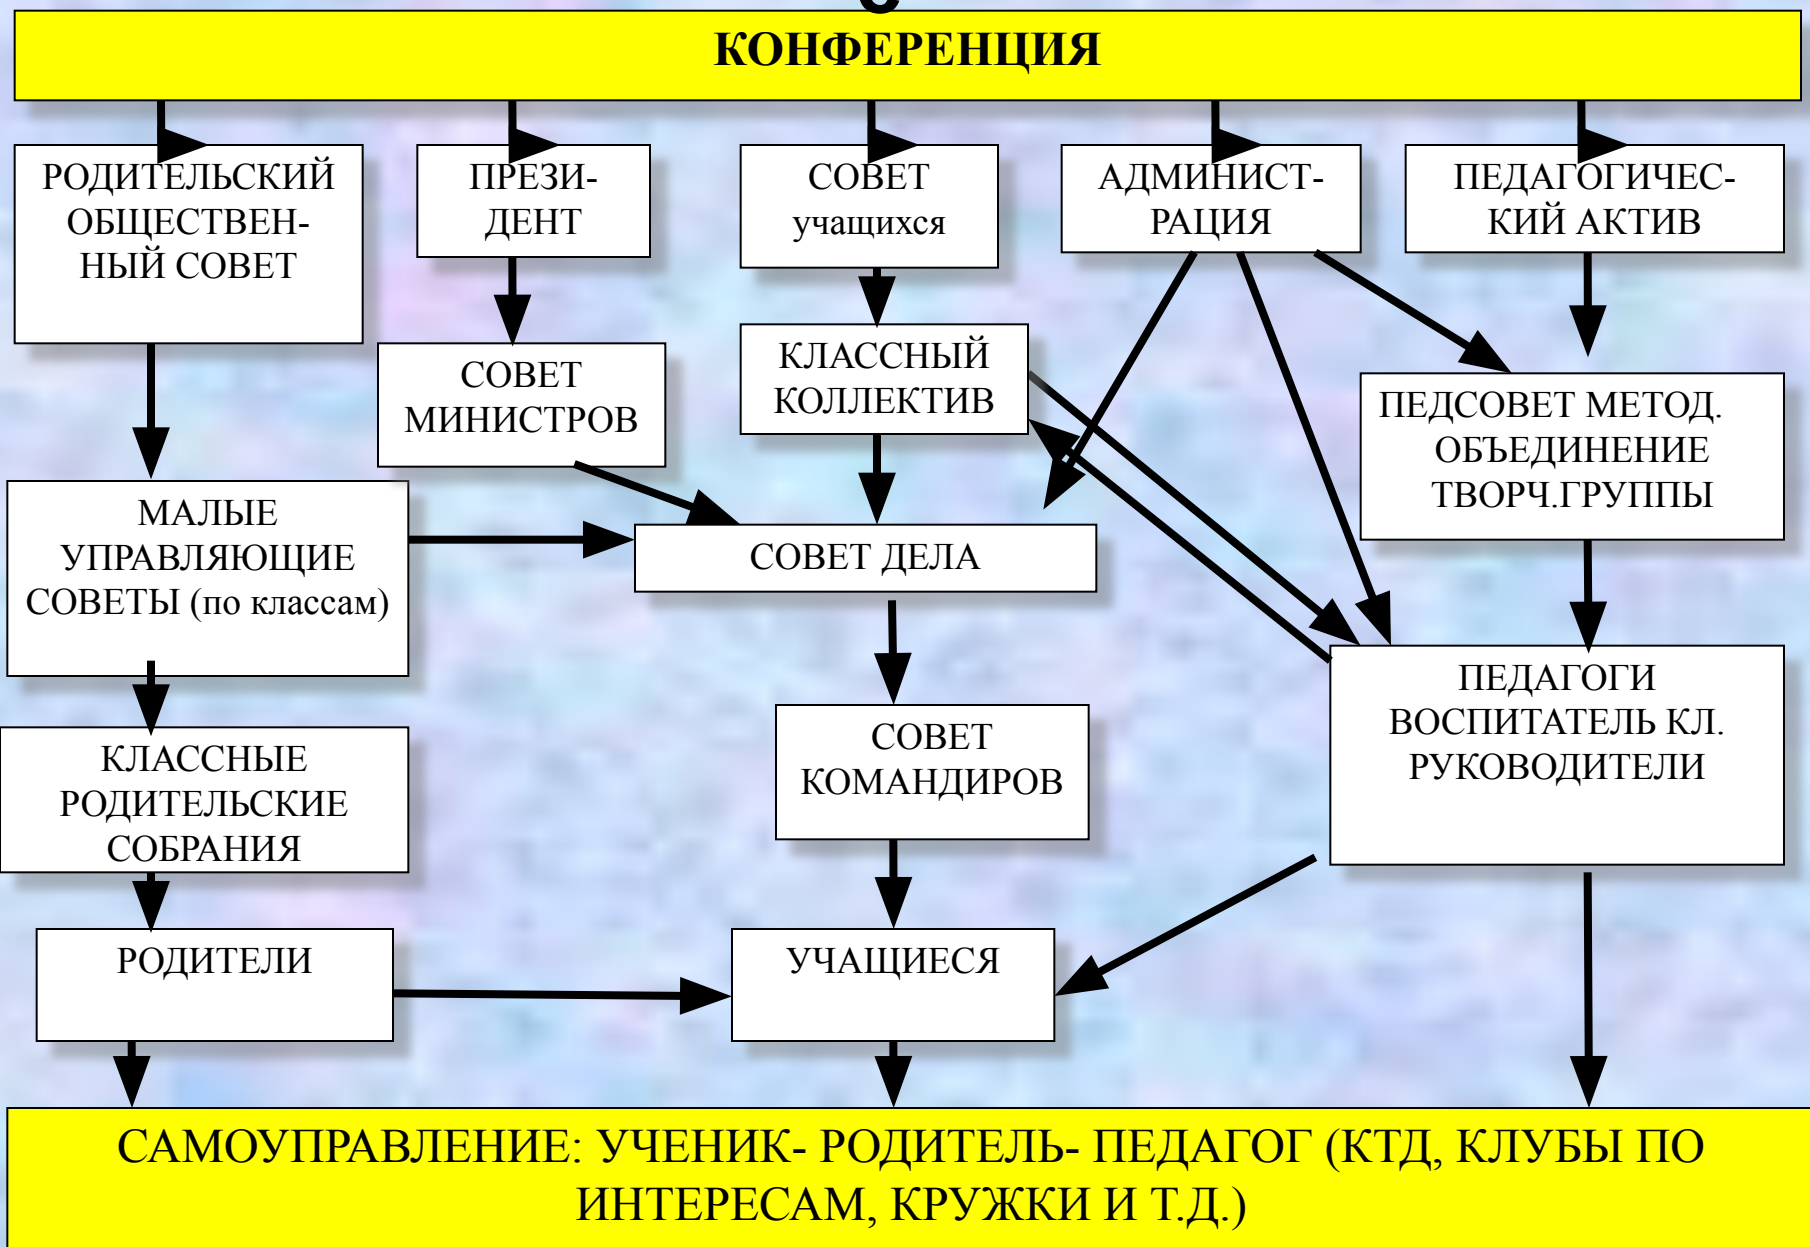 КОНФЕРЕНЦИЯ
РОДИТЕЛЬСКИЙ
ОБЩЕСТВЕН-
НЫЙ СОВЕТ
ПРЕЗИ-
ДЕНТ
СОВЕТ
учащихся
АДМИНИСТ-
РАЦИЯ
ПЕДАГОГИЧЕС-
КИЙ АКТИВ
СОВЕТ
МИНИСТРОВ
КЛАССНЫЙ
КОЛЛЕКТИВ
ПЕДСОВЕТ МЕТОД.
ОБЪЕДИНЕНИЕ
ТВОРЧ.ГРУППЫ
МАЛЫЕ
УПРАВЛЯЮЩИЕ
СОВЕТЫ (по классам)
СОВЕТ ДЕЛА
ПЕДАГОГИ
ВОСПИТАТЕЛЬ КЛ.
РУКОВОДИТЕЛИ
КЛАССНЫЕ
РОДИТЕЛЬСКИЕ
СОБРАНИЯ
СОВЕТ
КОМАНДИРОВ
РОДИТЕЛИ
УЧАЩИЕСЯ
САМОУПРАВЛЕНИЕ: УЧЕНИК- РОДИТЕЛЬ- ПЕДАГОГ (КТД, КЛУБЫ ПО
ИНТЕРЕСАМ, КРУЖКИ И Т.Д.)